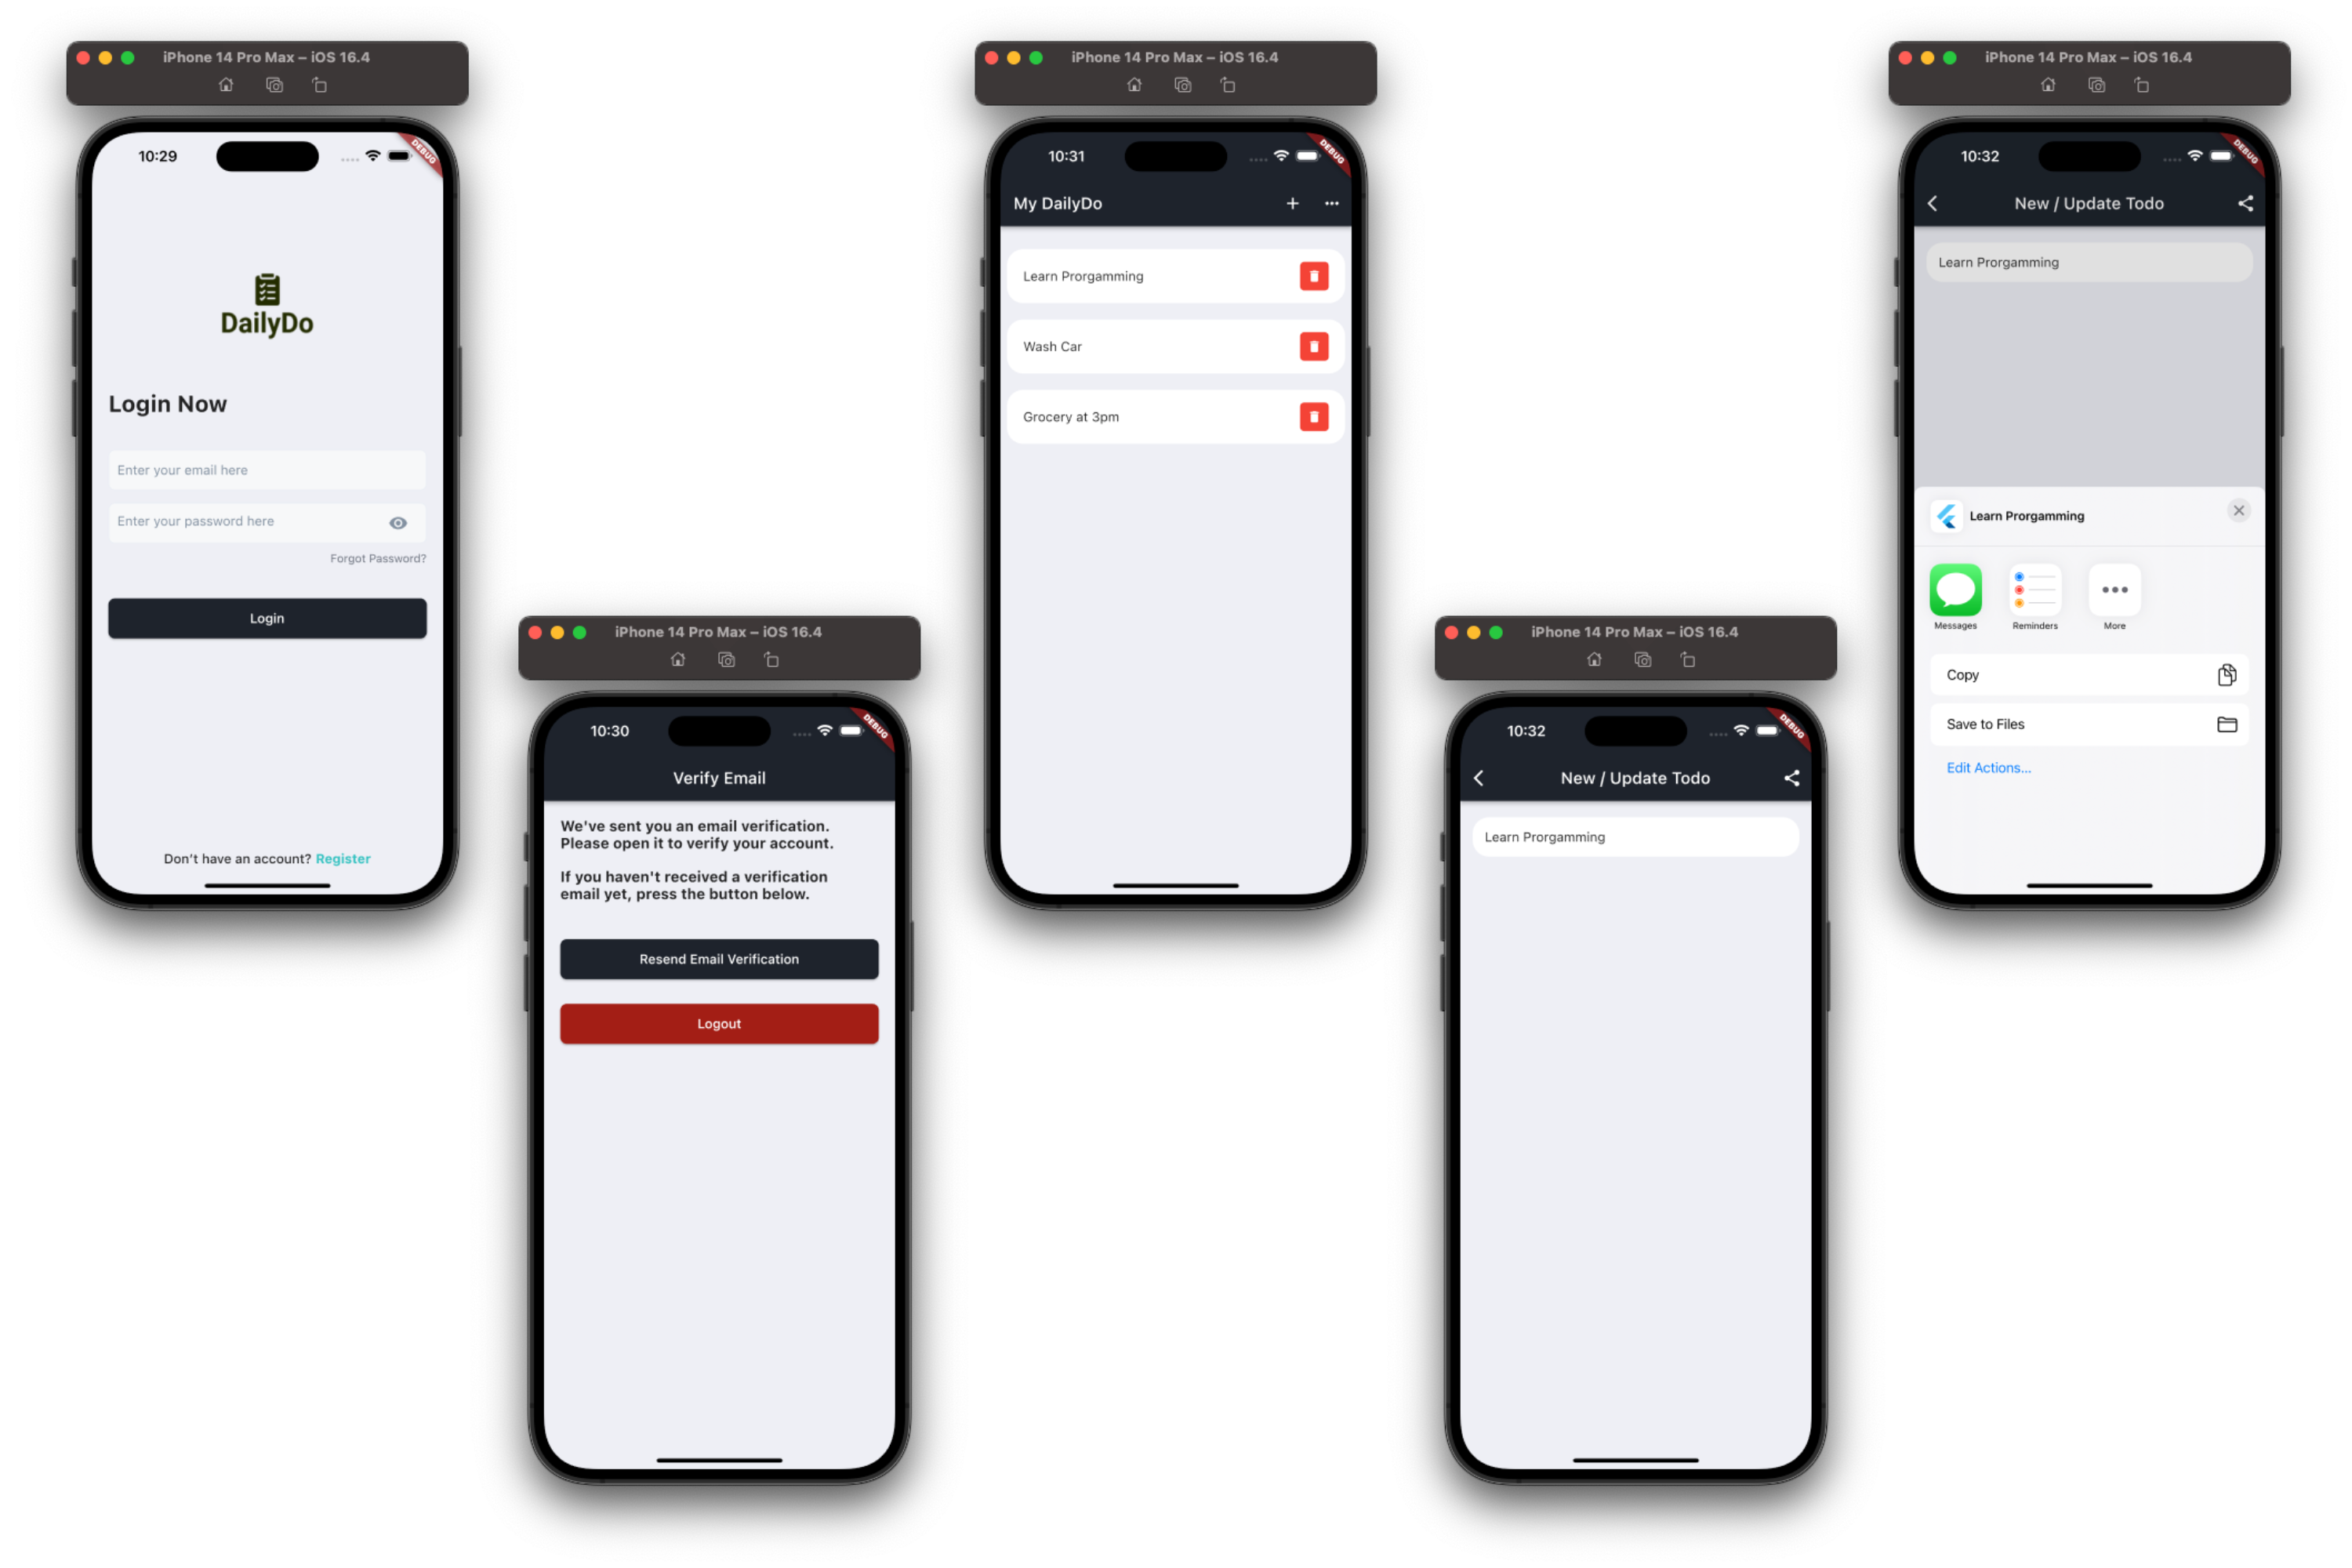 iPhone 14 Pro Max – iOS 16.4
10:29
DEBUG
DailyDo
Login Now
Enter your email here
Enter your password here
Forgot Password?
Login
Don't have an account? Register
iPhone 14 Pro Max – iOS 16.4
10:30
DEBUG
Verify Email
We've sent you an email verification.
Please open it to verify your account.
If you haven't received a verification
email yet, press the button below.
Resend Email Verification
Logout
iPhone 14 Pro Max – iOS 16.4
10:31
DEBUG
My DailyDo
Learn Prorgamming
Wash Car
Grocery at 3pm
iPhone 14 Pro Max – iOS 16.4
10:32
DEBUG
New / Update Todo
Learn Prorgamming
iPhone 14 Pro Max – iOS 16.4
10:32
DEBUG
New / Update Todo
Learn Prorgamming
Learn Prorgamming
Messages Reminders More
Copy
Save to Files
Edit Actions...